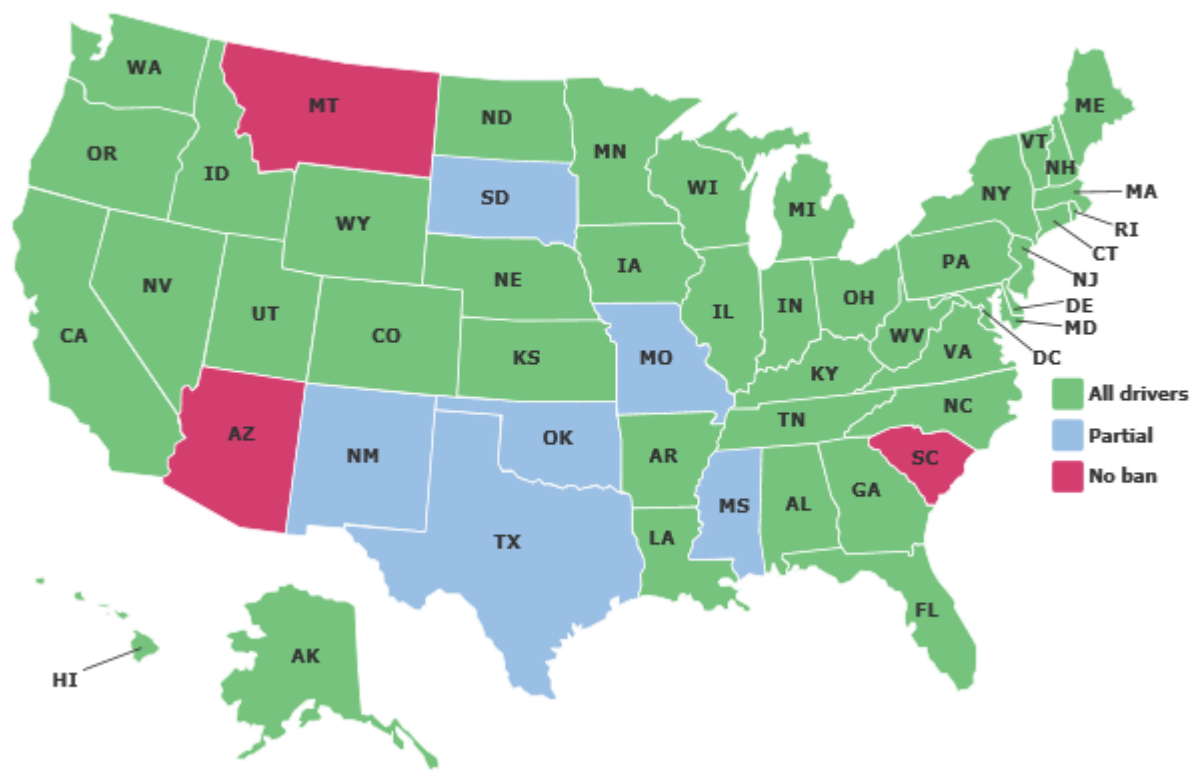 WA
MT
ND
ME
OR
ID
MN
VT
NH
WI
MI
NY
MA
SD
WY
RI
CT
NV
UT
NE
IA
PA
NJ
CA
CO
IL
IN
OH
DE
MD
WV
VA
DC
KS
MO
KY
All drivers
AZ
NM
OK
AR
TN
NC
Partial
SC
No ban
TX
LA
MS
AL
GA
FL
HI
AK